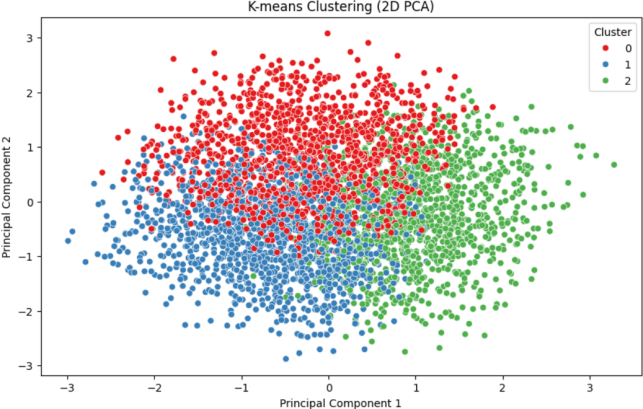 K-means Clustering (2D PCA)
Cluster
0
1
2
Principal Component 2
3
2
1
0
−1
−2
−3
−3 −2 −1 0 1 2 3
Principal Component 1